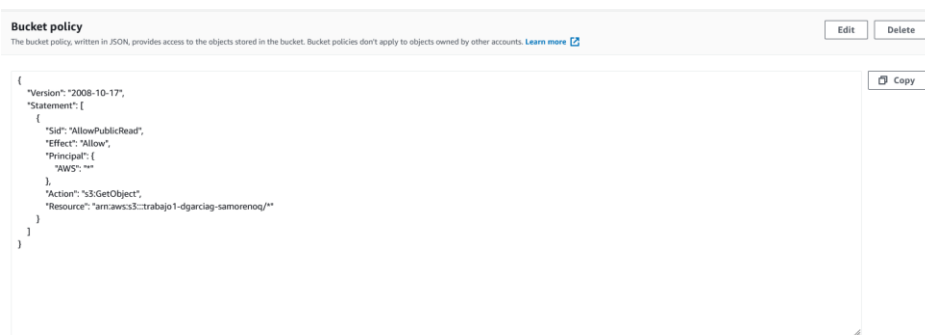 Bucket policy
Edit
Delete
The bucket policy, written in JSON, provides access to the objects stored in the bucket. Bucket policies don't apply to objects owned by other accounts. Learn more
Copy
{
"Version": "2008-10-17",
"Statement": [
{
"Sid": "AllowPublicRead",
"Effect": "Allow",
"Principal": {
"AWS": "*"
},
"Action": "s3:GetObject",
"Resource": "arn:aws:s3:::trabajo1-dgarciag-samorenoq/*"
}
]
}